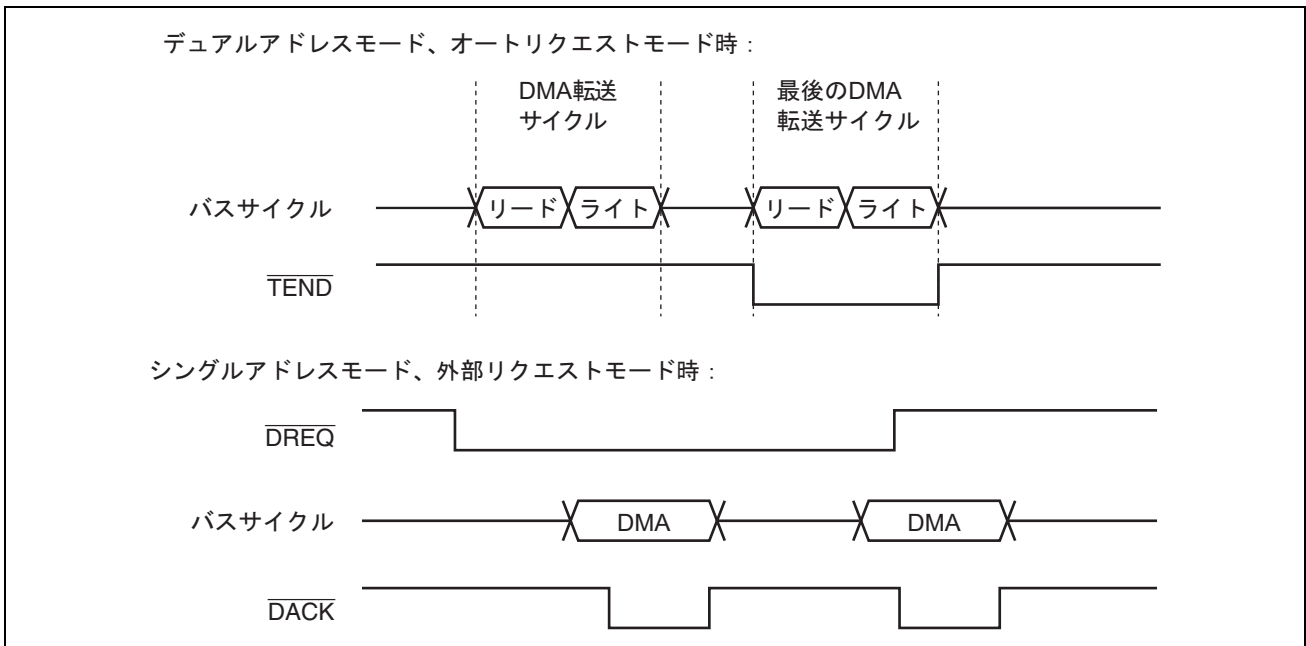 デュアルアドレスモード、オートリクエストモード時：
DMA転送
サイクル
最後のDMA
転送サイクル
バスサイクル
リード
ライト
リード
ライト
TEND
シングルアドレスモード、外部リクエストモード時：
DREQ
バスサイクル
DMA
DMA
DACK